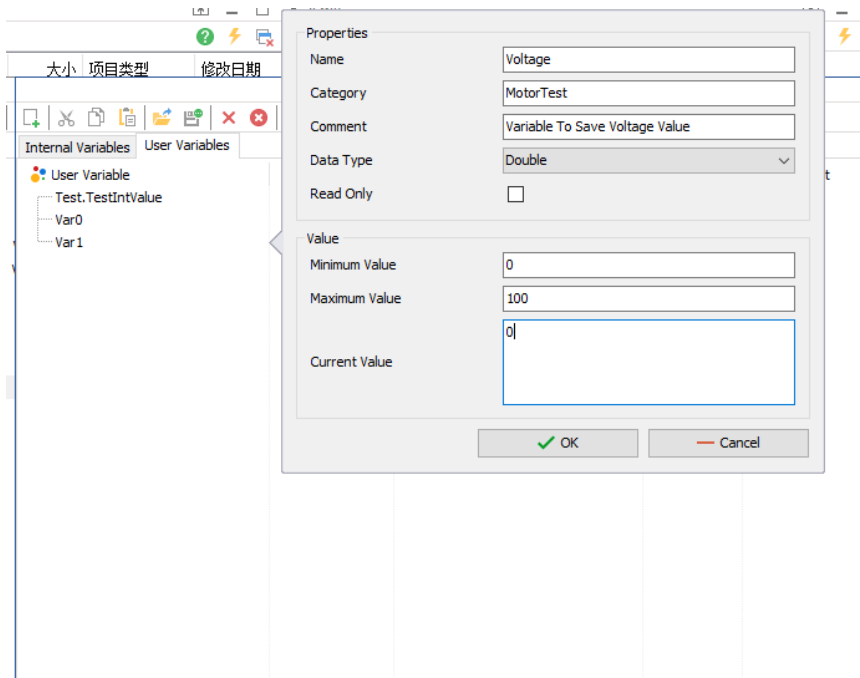 大小 项目类型 修改日期
Internal Variables User Variables
User Variable
Test.TestIntValue
Var0
Var1
Properties
Name Voltage
Category MotorTest
Comment Variable To Save Voltage Value
Data Type Double
Read Only
Value
Minimum Value 0
Maximum Value 100
Current Value 0
OK Cancel